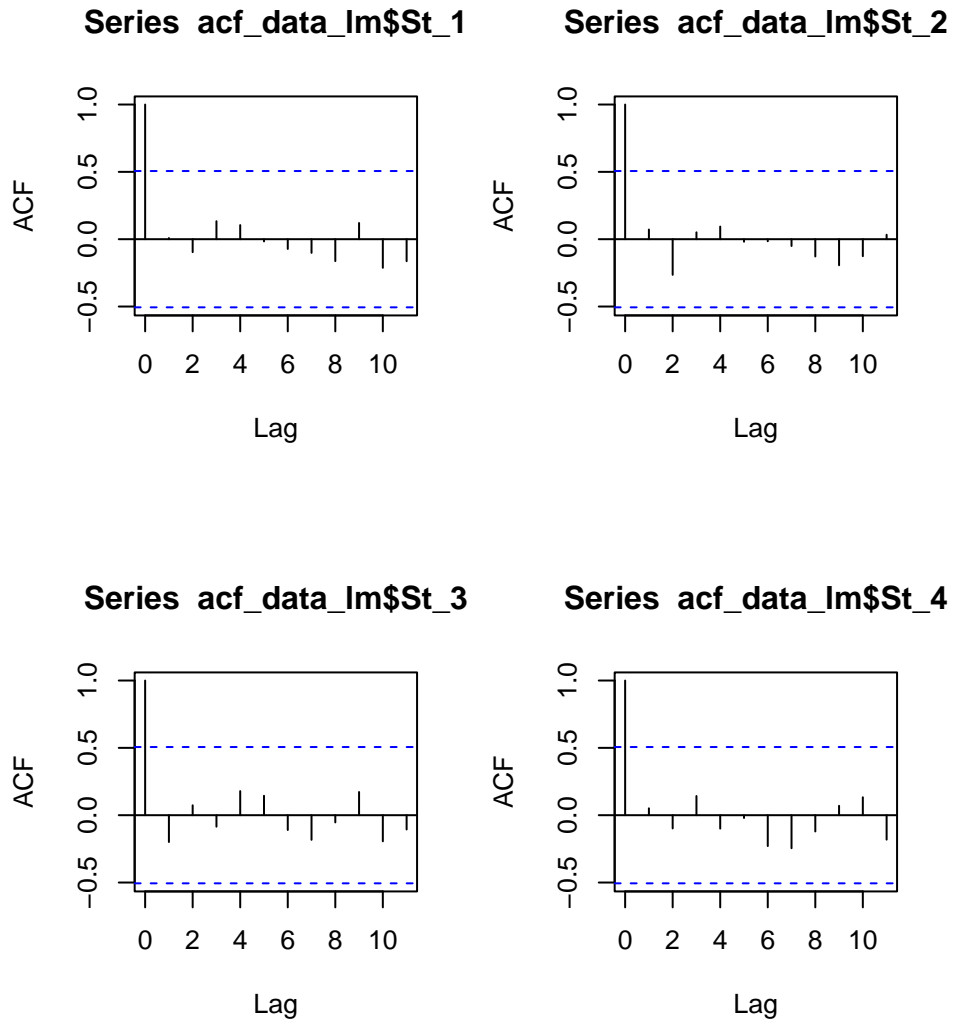 Series acf_data_lm$St_1
ACF
1.0
0.5
0.0
−0.5
0 2 4 6 8 10
Lag
Series acf_data_lm$St_2
ACF
1.0
0.5
0.0
−0.5
0 2 4 6 8 10
Lag
Series acf_data_lm$St_3
ACF
1.0
0.5
0.0
−0.5
0 2 4 6 8 10
Lag
Series acf_data_lm$St_4
ACF
1.0
0.5
0.0
−0.5
0 2 4 6 8 10
Lag